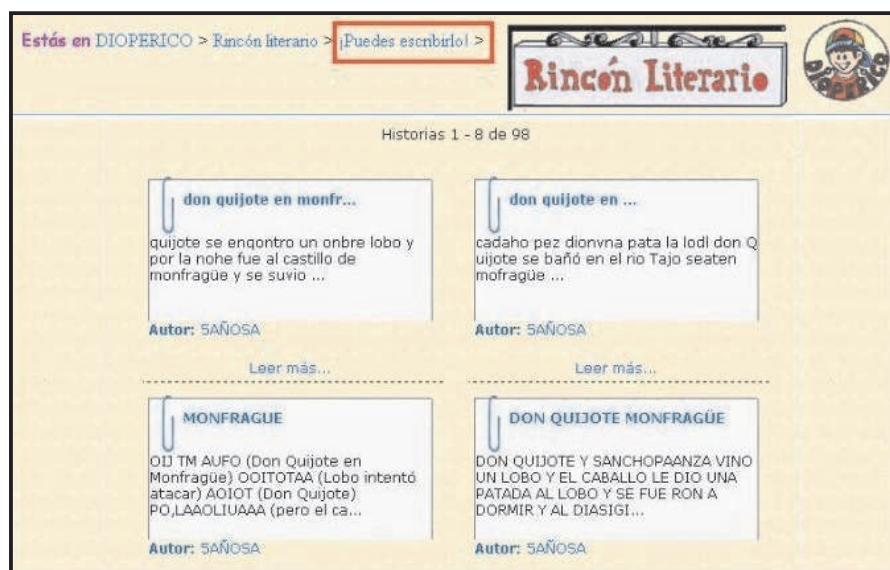 Estás en DIOPERICO > Rincón literario > ¡Puedes escribirlo! >
Rincón Literario
DIOPERICO
Historias 1 - 8 de 98
don quijote en monfr...
quijote se enqontro un onbre lobo y
por la nohe fue al castillo de
monfragüe y se suvio ...
Autor: 5AÑOSA
Leer más...
don quijote en ...
cadaho pez dionvna pata la lodl don Q
uijote se bañó en el rio Tajo seaten
mofragüe ...
Autor: 5AÑOSA
Leer más...
MONFRAGUE
OIJ TM AUFO (Don Quijote en
Monfragüe) OOITOTAA (Lobo intentó
atacar) AOIOT (Don Quijote)
PO,LAAOLIUAAA (pero el ca...
Autor: 5AÑOSA
DON QUIJOTE MONFRAGÜE
DON QUIJOTE Y SANCHOPAANZA VINO
UN LOBO Y EL CABALLO LE DIO UNA
PATADA AL LOBO Y SE FUE RON A
DORMIR Y AL DIASIGI...
Autor: 5AÑOSA